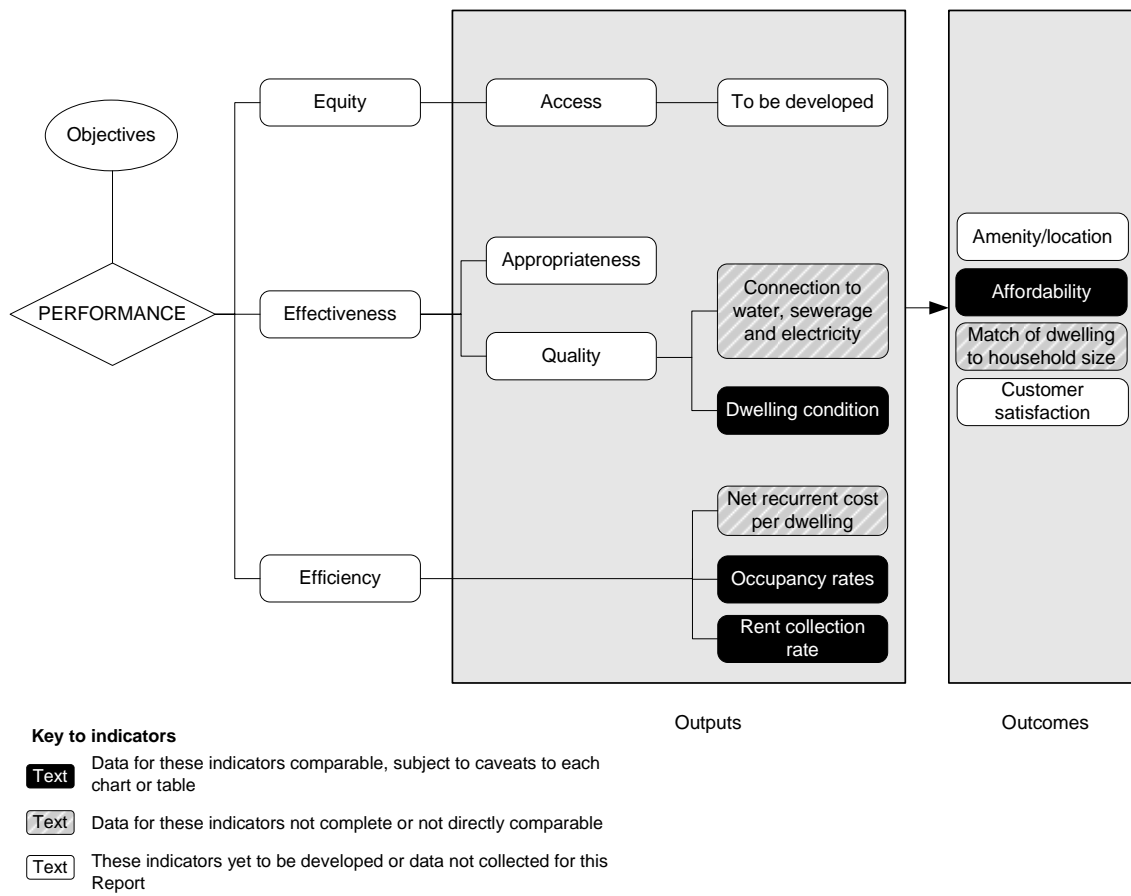 Objectives
PERFORMANCE
Equity
Access
To be developed
Effectiveness
Appropriateness
Quality
Connection to
water, sewerage
and electricity
Dwelling condition
Efficiency
Net recurrent cost
per dwelling
Occupancy rates
Rent collection
rate
Amenity/location
Affordability
Match of dwelling
to household size
Customer
satisfaction
Outputs
Outcomes
Key to indicators
Text
Data for these indicators comparable, subject to caveats to each
chart or table
Text
Data for these indicators not complete or not directly comparable
Text
These indicators yet to be developed or data not collected for this
Report